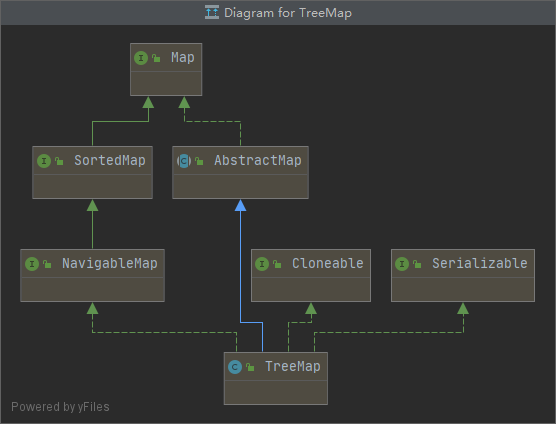 Diagram for TreeMap
I Map
I SortedMap
C AbstractMap
I NavigableMap
I Cloneable
I Serializable
C TreeMap
Powered by yFiles